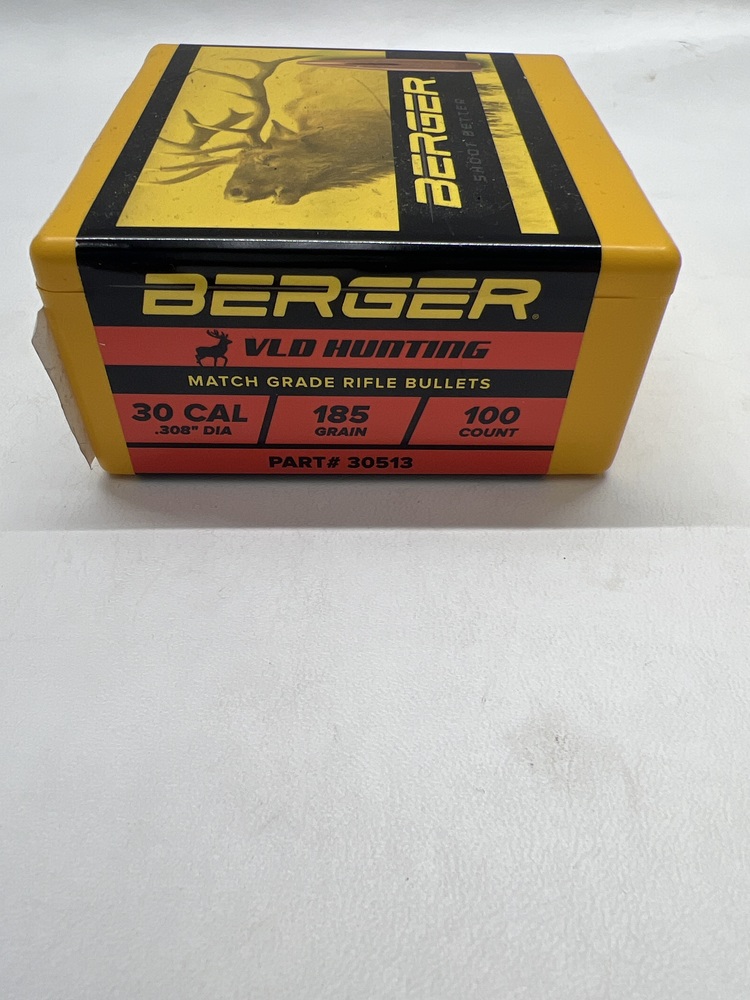 BERGER
SHOOT BETTER
BERGER®
VLD HUNTING
MATCH GRADE RIFLE BULLETS
30 CAL
.308" DIA
185
GRAIN
100
COUNT
PART# 30513